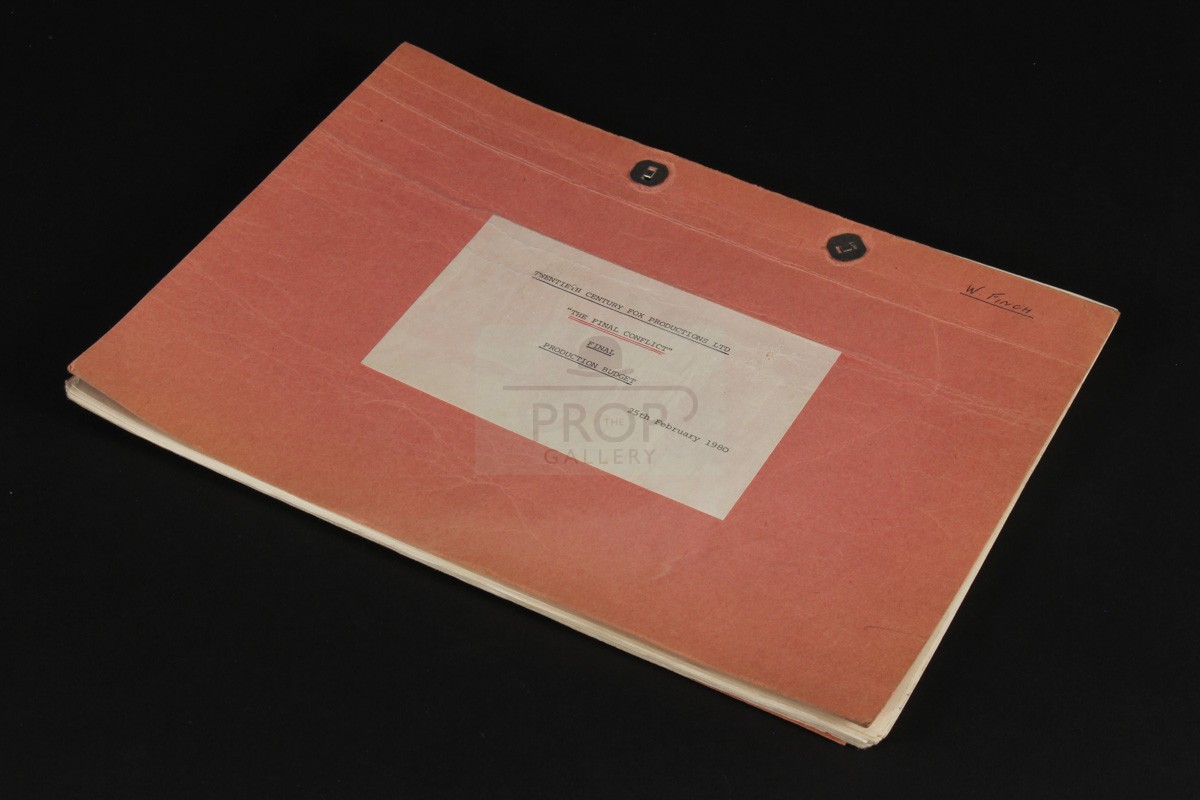 W FINCH
TWENTIETH CENTURY FOX PRODUCTIONS LTD
"THE FINAL CONFLICT"
FINAL
PRODUCTION BUDGET
25th February 1980
THE
PROP
GALLERY